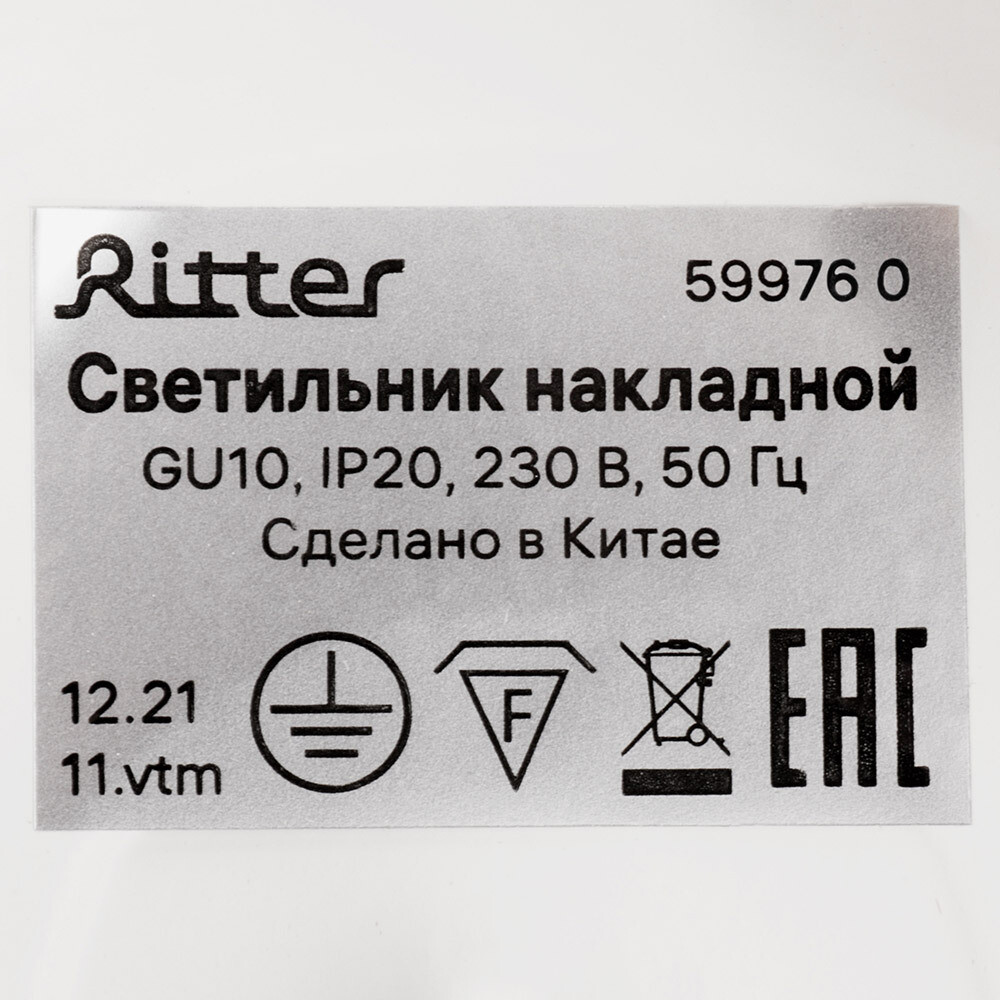 Ritter 59976 0
Светильник накладной
GU10, IP20, 230 В, 50 Гц
Сделано в Китае
12.21
11.vtm
F
EAC